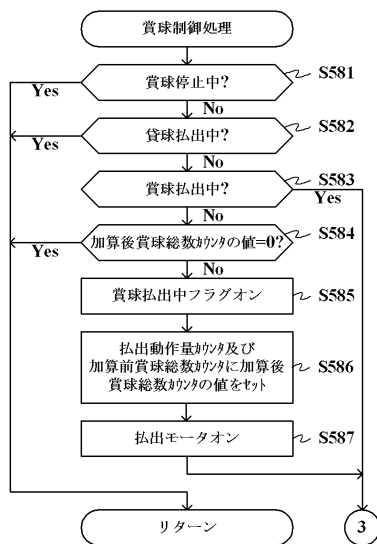 賞球制御処理
賞球停止中?
S581
Yes
No
貸球払出中?
S582
Yes
No
賞球払出中?
S583
Yes
No
加算後賞球総数ｶｳﾝﾀの値=0?
S584
Yes
No
賞球払出中フラグオン
S585
払出動作量ｶｳﾝﾀ及び
加算前賞球総数ｶｳﾝﾀに加算後
賞球総数ｶｳﾝﾀの値をｾｯﾄ
S586
払出モータオン
S587
リターン
3